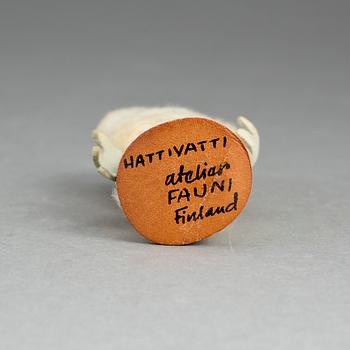 HATTIVATTI
atelier
FAUNI
Finland